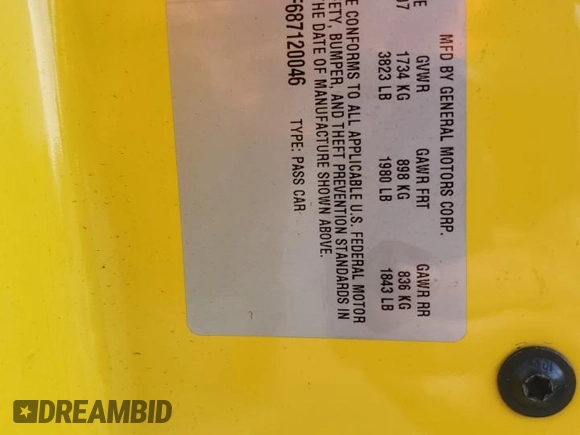 MFD BY GENERAL MOTORS CORP.
GVWR GAWR FRT GAWR RR
1734 KG 898 KG 836 KG
3823 LB 1980 LB 1843 LB
CONFORMS TO ALL APPLICABLE U.S. FEDERAL MOTOR
BUMPER, AND THEFT PREVENTION STANDARDS IN
THE DATE OF MANUFACTURE SHOWN ABOVE.
F687120046 TYPE: PASS CAR
DREAMBID